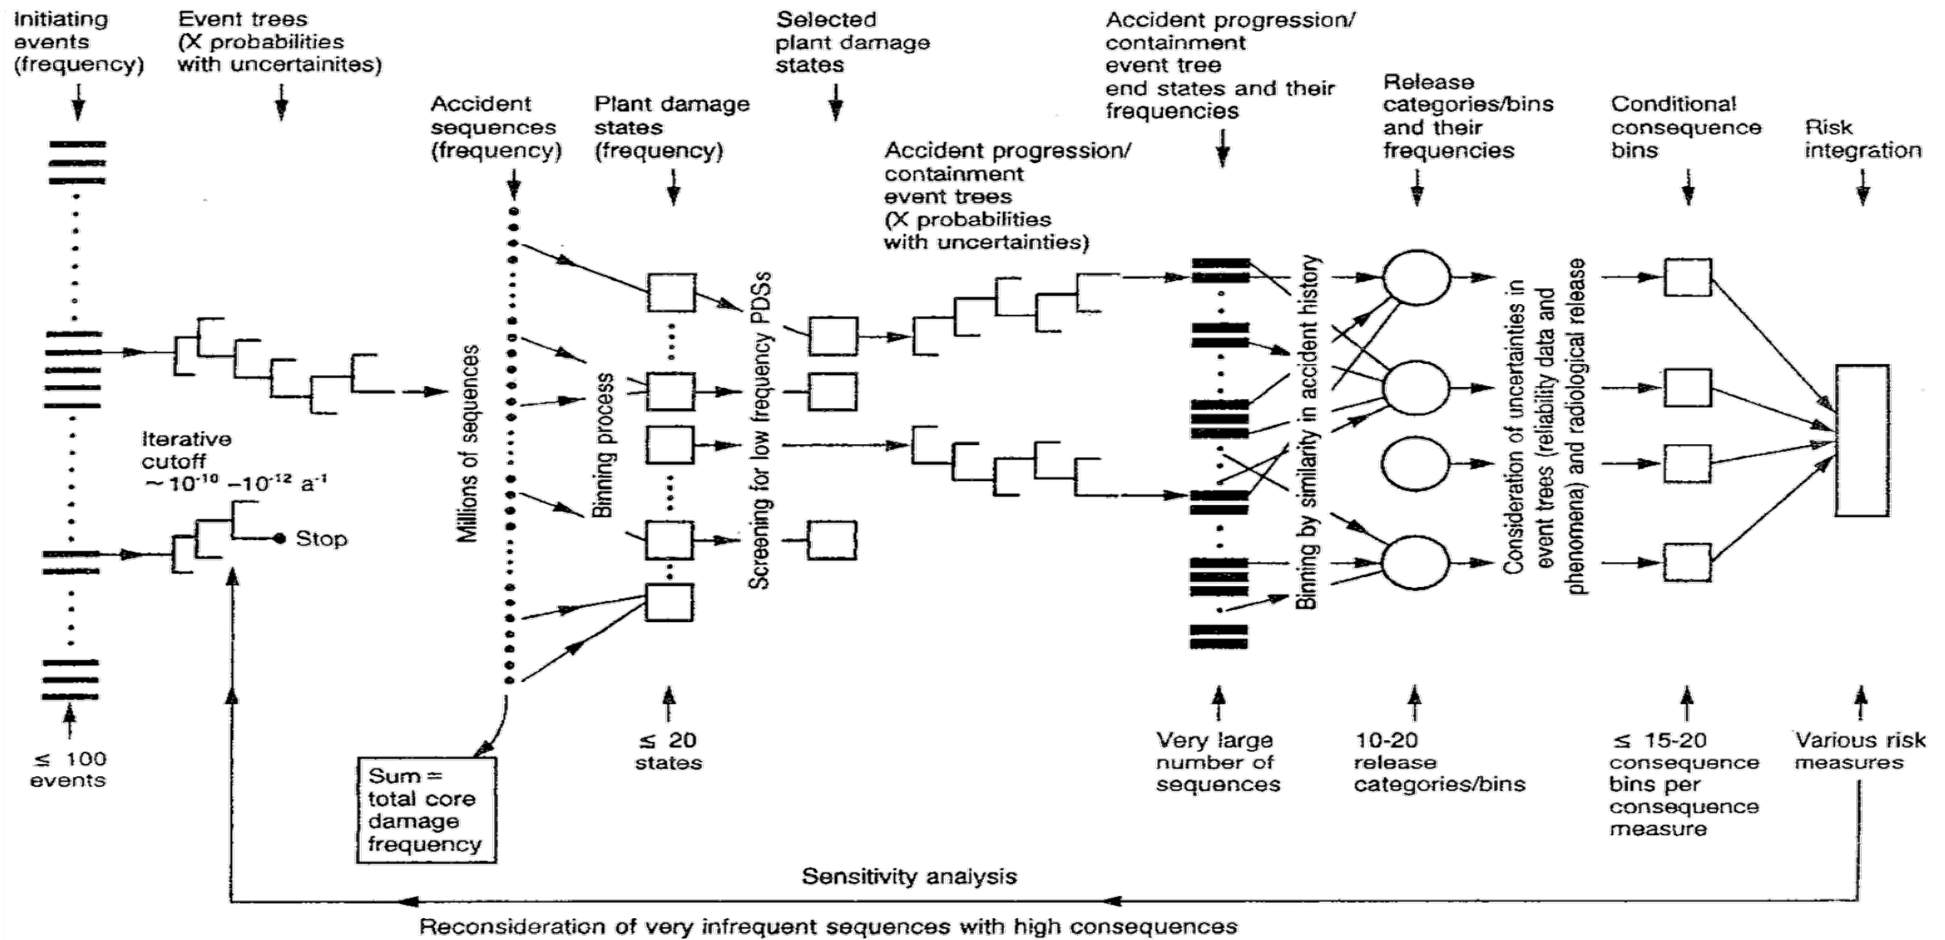 Initiating
events
(frequency)
Event trees
(X probabilities
with uncertainites)
Accident
sequences
(frequency)
Plant damage
states
(frequency)
Selected
plant damage
states
Accident progression/
containment
event trees
(X probabilities
with uncertainties)
Accident progression/
containment
event tree
end states and their
frequencies
Release
categories/bins
and their
frequencies
Conditional
consequence
bins
Risk
integration
Iterative
cutoff
~ 10⁻¹⁰ –10⁻¹² a⁻¹
Stop
Millions of sequences
Binning process
Screening for low frequency PDSs
Binning by similarity in accident history
Consideration of uncertainties in
event trees (reliability data and
phenomena) and radiological release
≤ 100
events
Sum =
total core
damage
frequency
≤ 20
states
Very large
number of
sequences
10-20
release
categories/bins
≤ 15-20
consequence
bins per
consequence
measure
Various risk
measures
Sensitivity analysis
Reconsideration of very infrequent sequences with high consequences